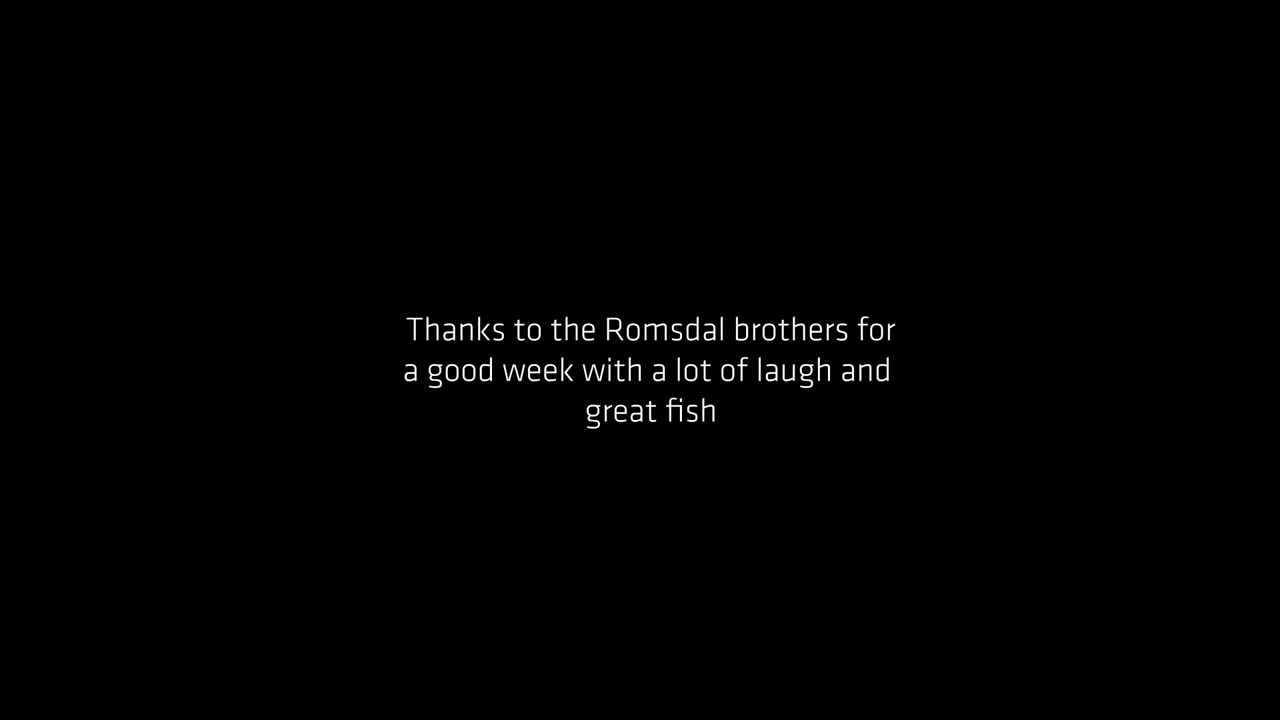 Thanks to the Romsdal brothers for
a good week with a lot of laugh and
great fish